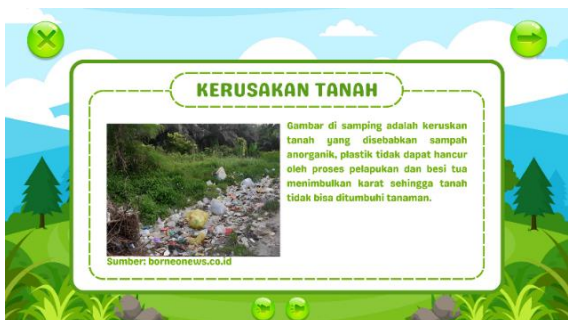 KERUSAKAN TANAH
Gambar di samping adalah keruskan
tanah yang disebabkan sampah
anorganik, plastik tidak dapat hancur
oleh proses pelapukan dan besi tua
menimbulkan karat sehingga tanah
tidak bisa ditumbuhi tanaman.
Sumber: borneonews.co.id